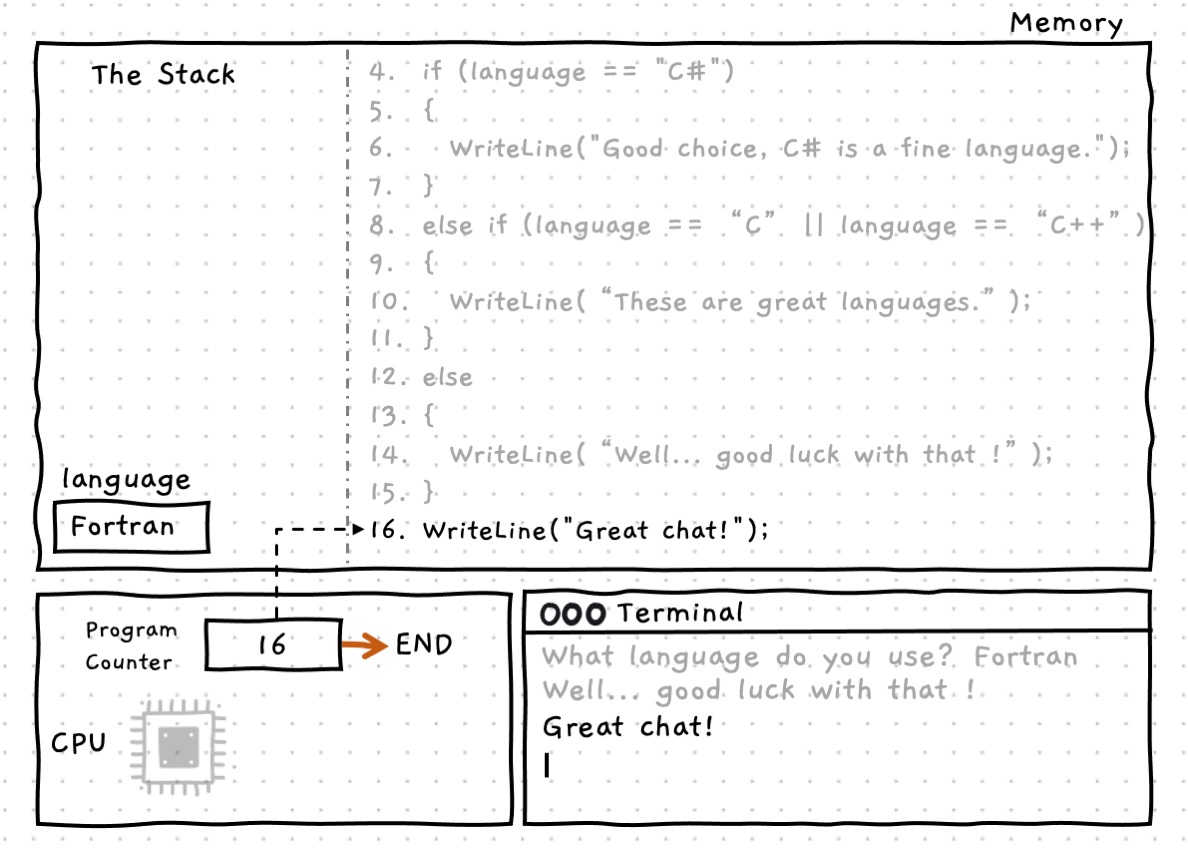 Memory
The Stack
4. if (language == "C#")
5. {
6. WriteLine("Good choice, C# is a fine language.");
7. }
8. else if (language == “C” || language == “C++” )
9. {
10. WriteLine( “These are great languages.” );
11. }
12. else
13. {
14. WriteLine( “Well... good luck with that !” );
15. }
16. WriteLine("Great chat!");
language
Fortran
Program
Counter
16
END
CPU
Terminal
What language do you use? Fortran
Well... good luck with that !
Great chat!